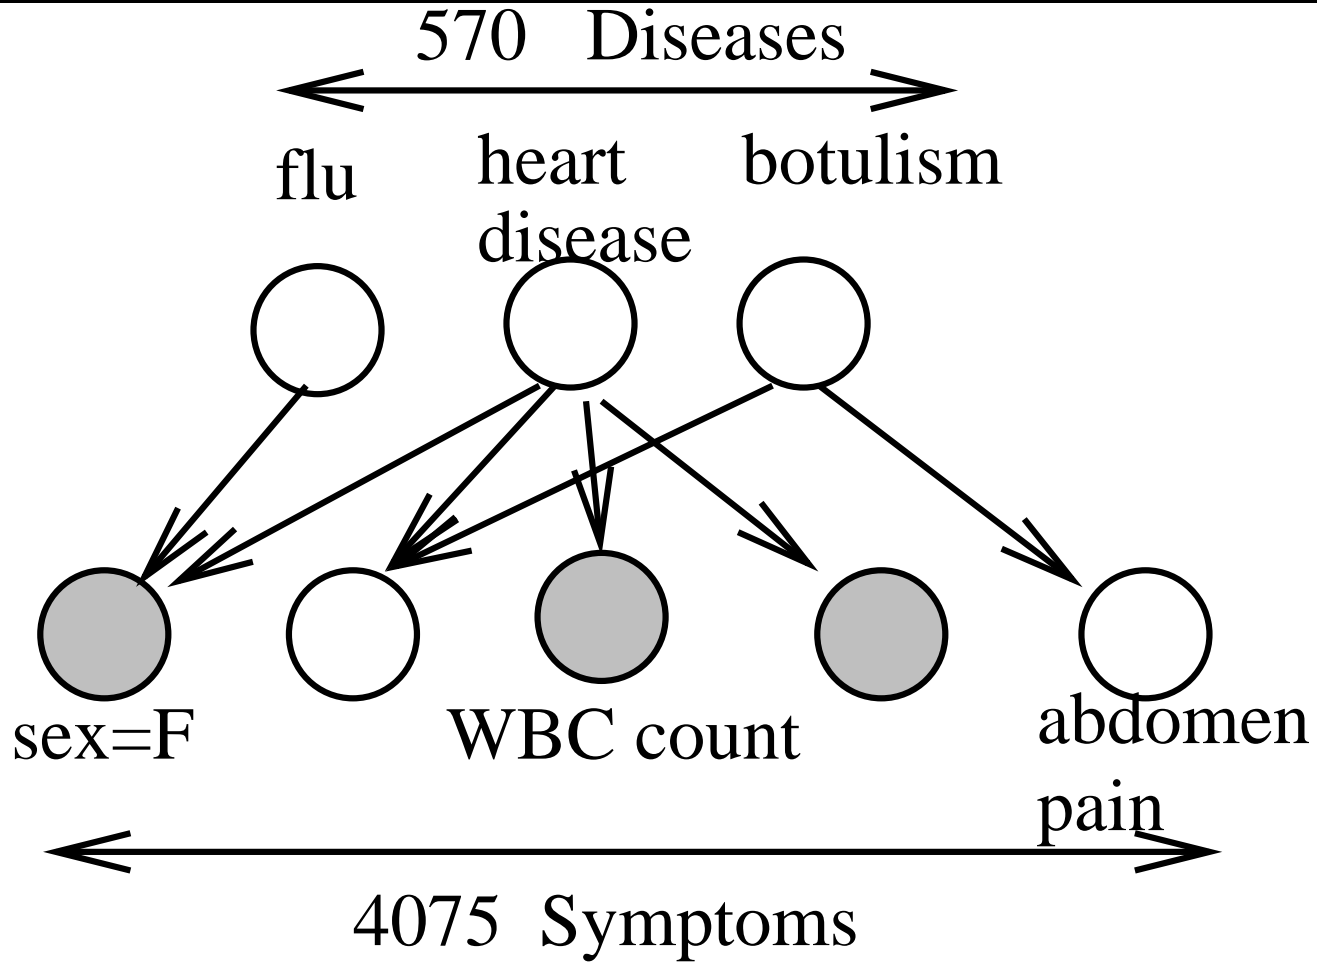 570 Diseases
flu
heart
disease
botulism
sex=F
WBC count
abdomen
pain
4075 Symptoms